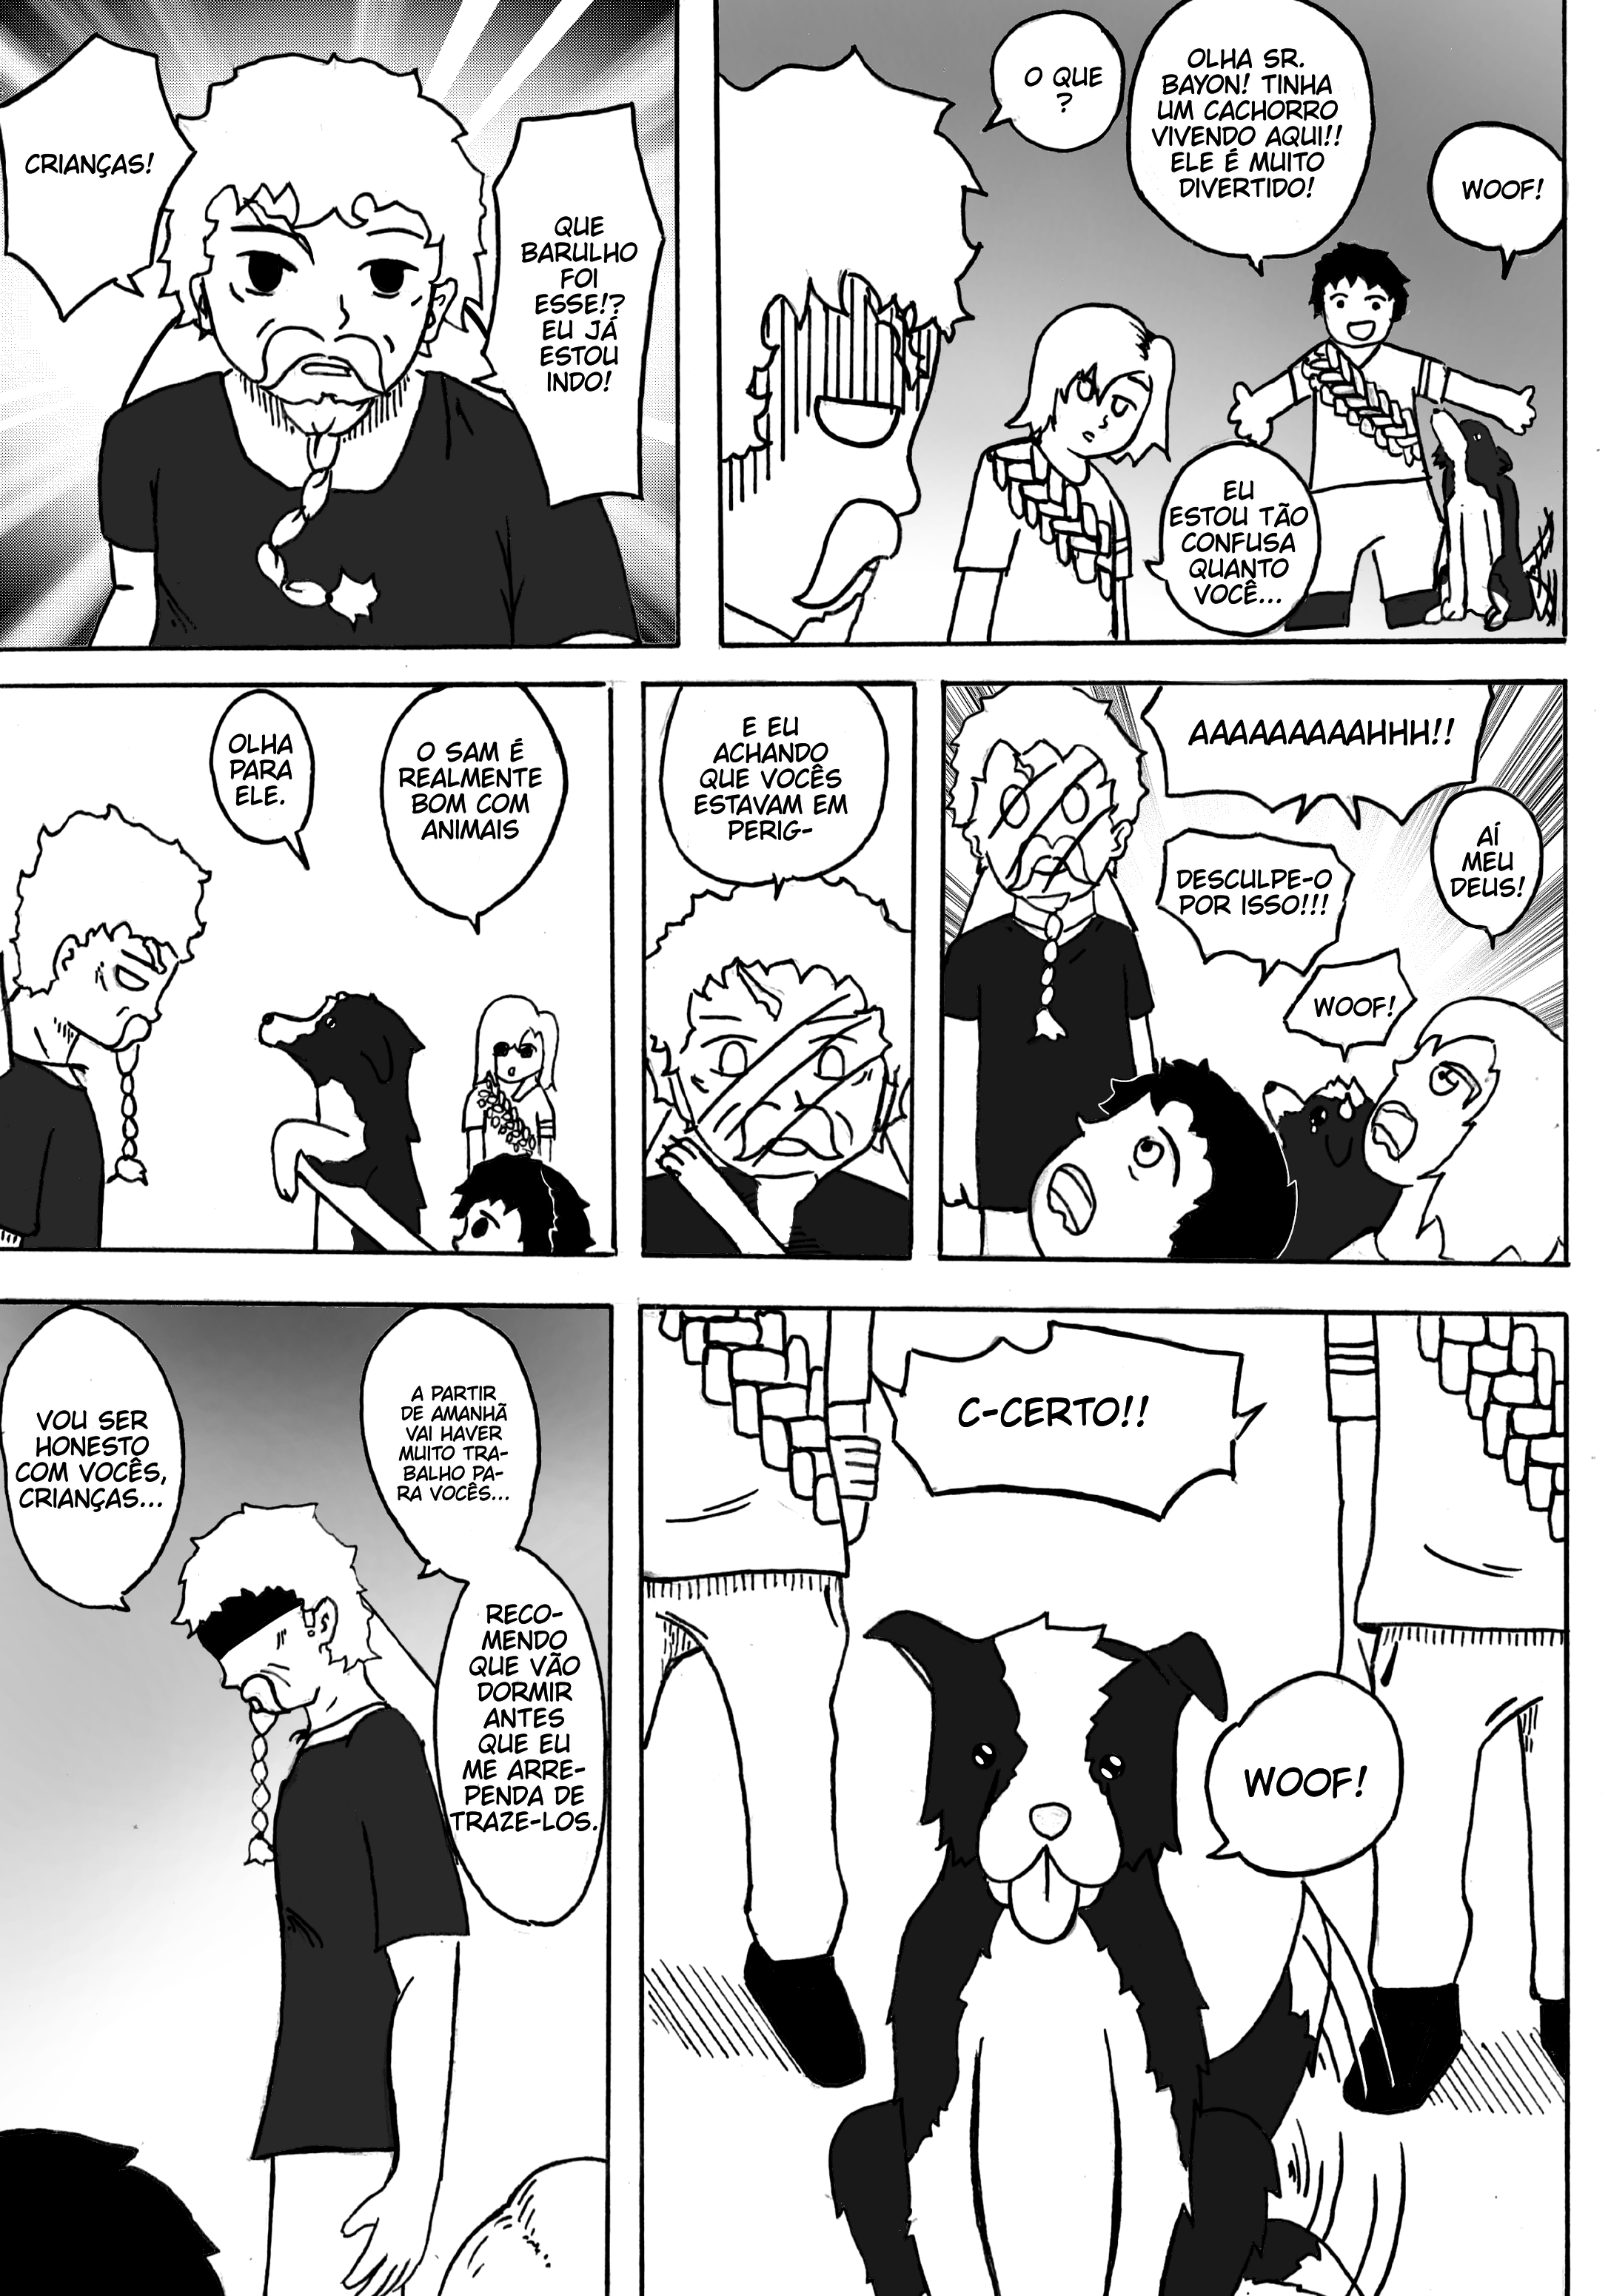 CRIANÇAS!
QUE
BARULHO
FOI
ESSE!?
EU JÁ
ESTOU
INDO!
O QUE
?
OLHA SR.
BAYON! TINHA
UM CACHORRO
VIVENDO AQUI!!
ELE É MUITO
DIVERTIDO!
WOOF!
EU
ESTOU TÃO
CONFUSA
QUANTO
VOCÊ...
OLHA
PARA
ELE.
O SAM É
REALMENTE
BOM COM
ANIMAIS
E EU
ACHANDO
QUE VOCÊS
ESTAVAM EM
PERIG-
AAAAAAAAAHHH!!
DESCULPE-O
POR ISSO!!!
AÍ
MEU
DEUS!
WOOF!
VOU SER
HONESTO
COM VOCÊS,
CRIANÇAS...
A PARTIR
DE AMANHÃ
VAI HAVER
MUITO TRA-
BALHO PA-
RA VOCÊS...
RECO-
MENDO
QUE VÃO
DORMIR
ANTES
QUE EU
ME ARRE-
PENDA DE
TRAZE-LOS.
C-CERTO!!
WOOF!